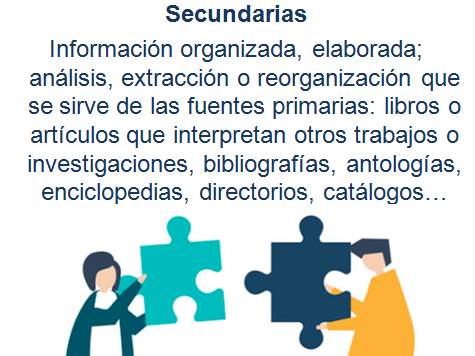 Secundarias
Información organizada, elaborada;
análisis, extracción o reorganización que
se sirve de las fuentes primarias: libros o
artículos que interpretan otros trabajos o
investigaciones, bibliografías, antologías,
enciclopedias, directorios, catálogos…